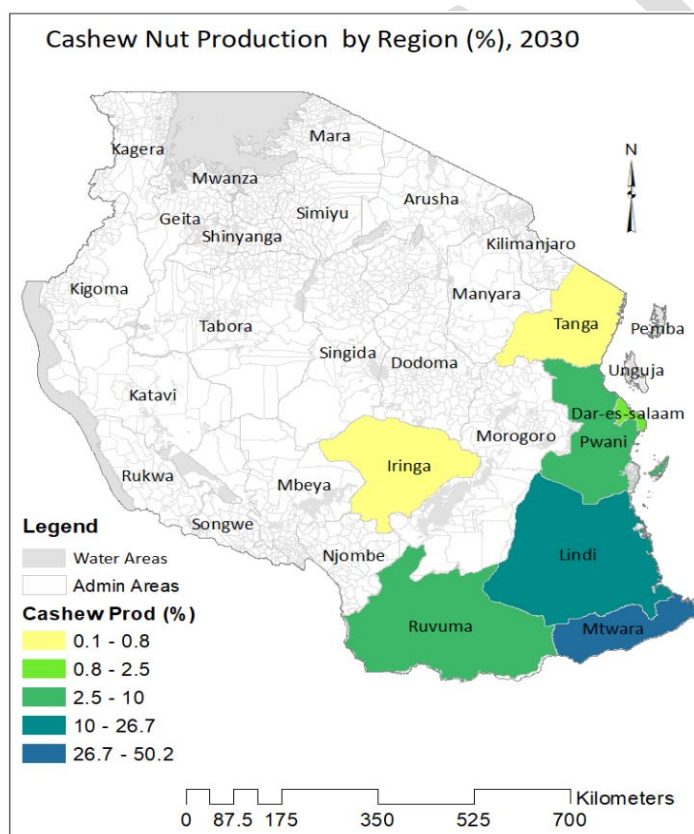 Cashew Nut Production by Region (%), 2030
N
Mara
Kagera
Mwanza
Arusha
Simiyu
Geita
Shinyanga
Kilimanjaro
Kigoma
Manyara
Tabora
Tanga
Pemba
Singida
Dodoma
Unguja
Katavi
Dar-es-salaam
Morogoro
Pwani
Iringa
Rukwa
Mbeya
Songwe
Njombe
Lindi
Ruvuma
Mtwara
Legend
Water Areas
Admin Areas
Cashew Prod (%)
0.1 - 0.8
0.8 - 2.5
2.5 - 10
10 - 26.7
26.7 - 50.2
Kilometers
0 87.5 175 350 525 700